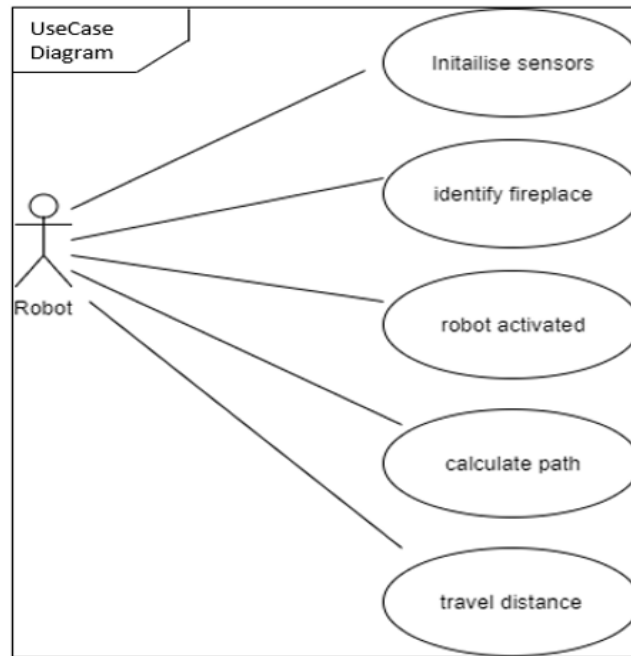 UseCase
Diagram
Initailise sensors
identify fireplace
robot activated
Robot
calculate path
travel distance